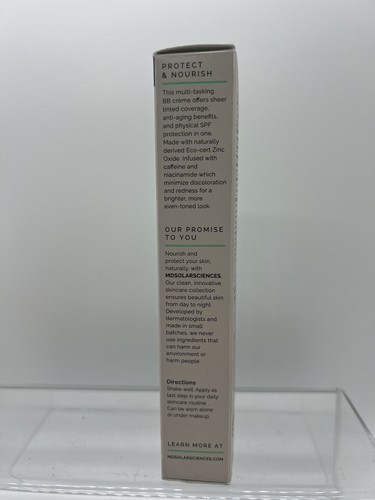 PROTECT
& NOURISH
This multi-tasking
BB crème offers sheer
tinted coverage,
anti-aging benefits,
and physical SPF
protection in one.
Made with naturally
derived Eco-cert Zinc
Oxide. Infused with
caffeine and
niacinamide which
minimize discoloration
and redness for a
brighter, more
even-toned look.
OUR PROMISE
TO YOU
Nourish and
protect your skin,
naturally, with
MDSOLARSCIENCES.
Our clean, innovative
skincare collection
ensures beautiful skin
from day to night.
Developed by
dermatologists and
made in small
batches, we never
use ingredients that
can harm our
environment or
harm people.
Directions
Shake well. Apply as
last step in your daily
skincare routine.
Can be worn alone
or under makeup.
LEARN MORE AT
MDSOLARSCIENCES.COM